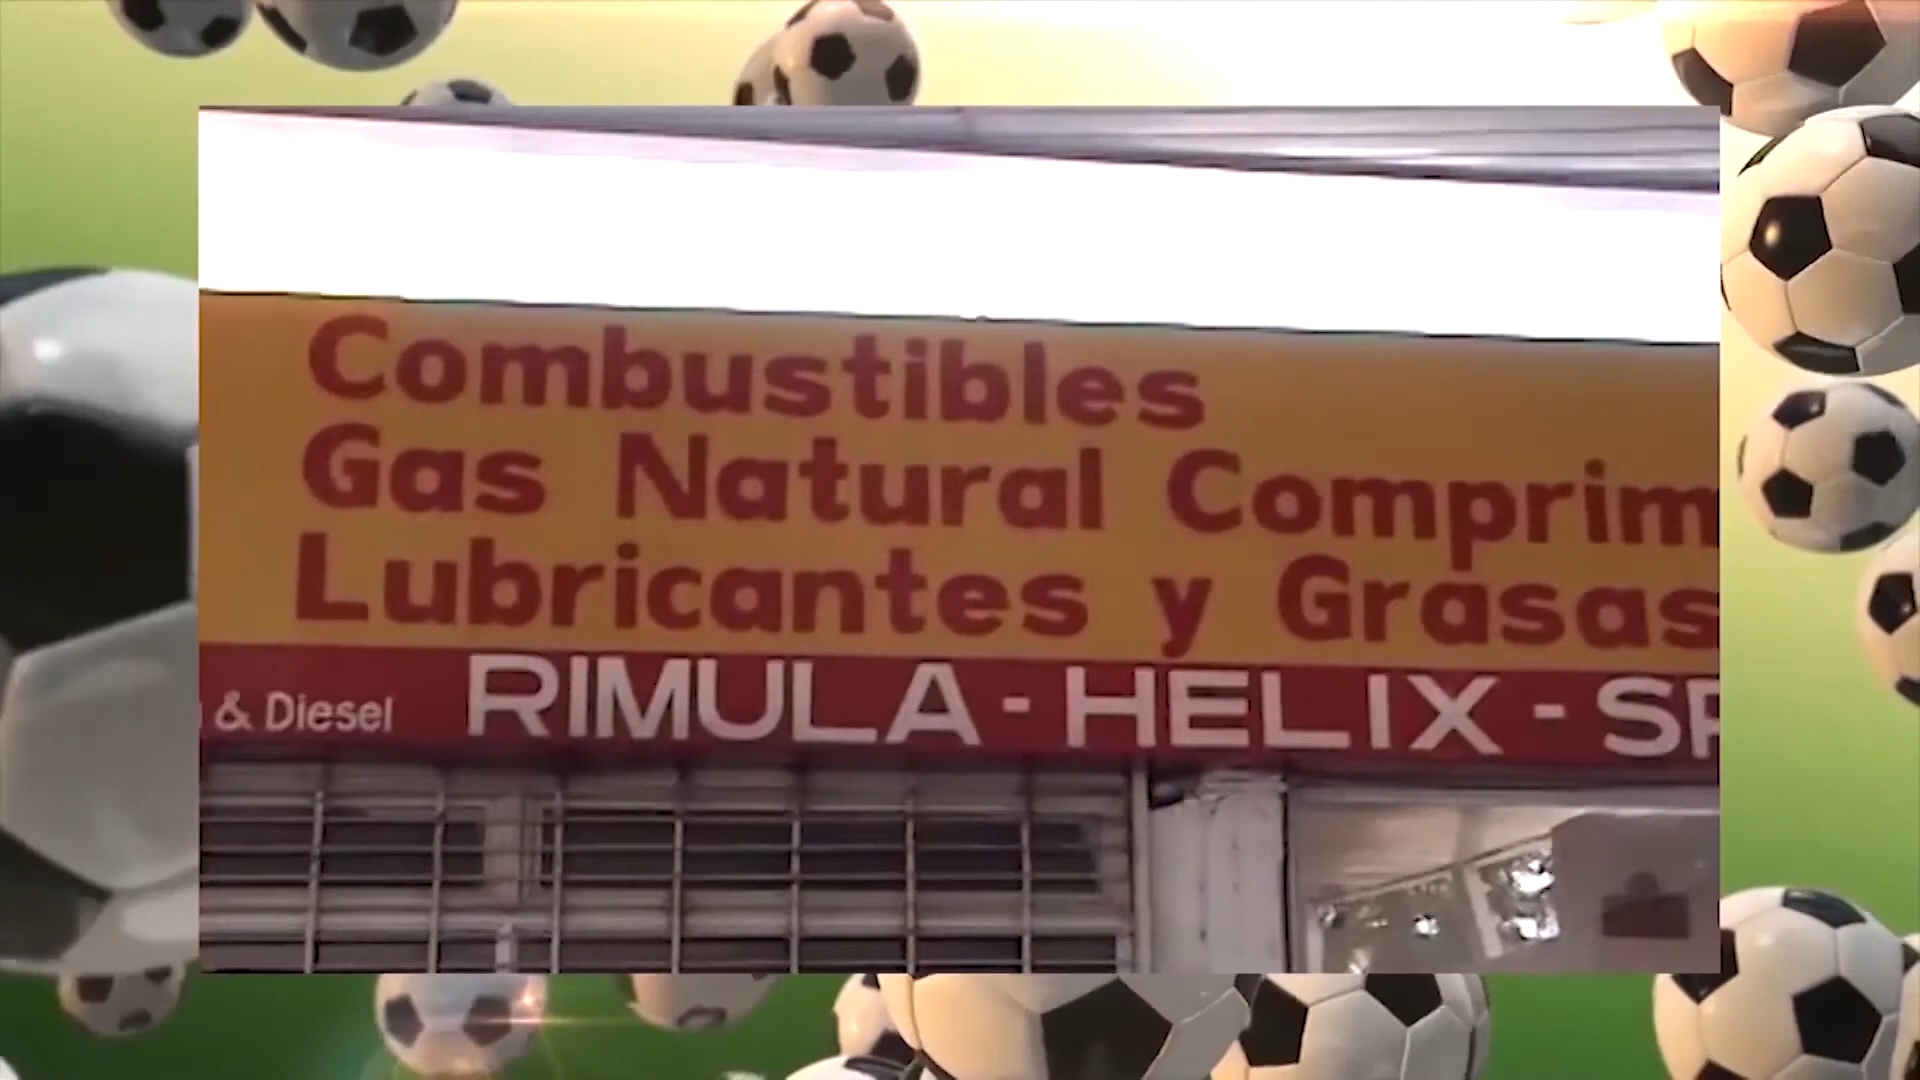 Combustibles
Gas Natural Comprim
Lubricantes y Grasas
& Diesel RIMULA - HELIX - SP